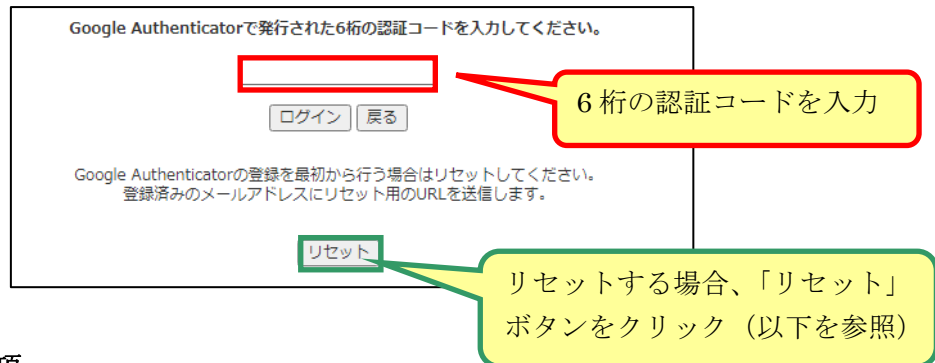 Google Authenticatorで発行された6桁の認証コードを入力してください。
6 桁の認証コードを入力
ログイン 戻る
Google Authenticatorの登録を最初から行う場合はリセットしてください。
登録済みのメールアドレスにリセット用のURLを送信します。
リセット
リセットする場合、「リセット」
ボタンをクリック（以下を参照）